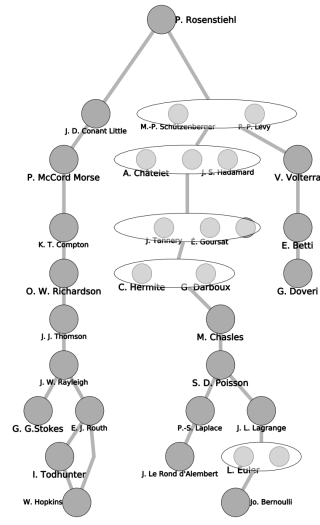 P. Rosenstiehl
J. D. Conant Little
M.-P. Schützenberger
P. P. Levy
P. McCord Morse
A. Châtelet
J. S. Hadamard
V. Volterra
K. T. Compton
J. Tannery
É. Goursat
E. Betti
O. W. Richardson
C. Hermite
G. Darboux
G. Doveri
J. J. Thomson
M. Chasles
J. W. Rayleigh
S. D. Poisson
G. G.Stokes
E. J. Routh
P.-S. Laplace
J. L. Lagrange
I. Todhunter
J. Le Rond d'Alembert
L. Euler
W. Hopkins
Jo. Bernoulli